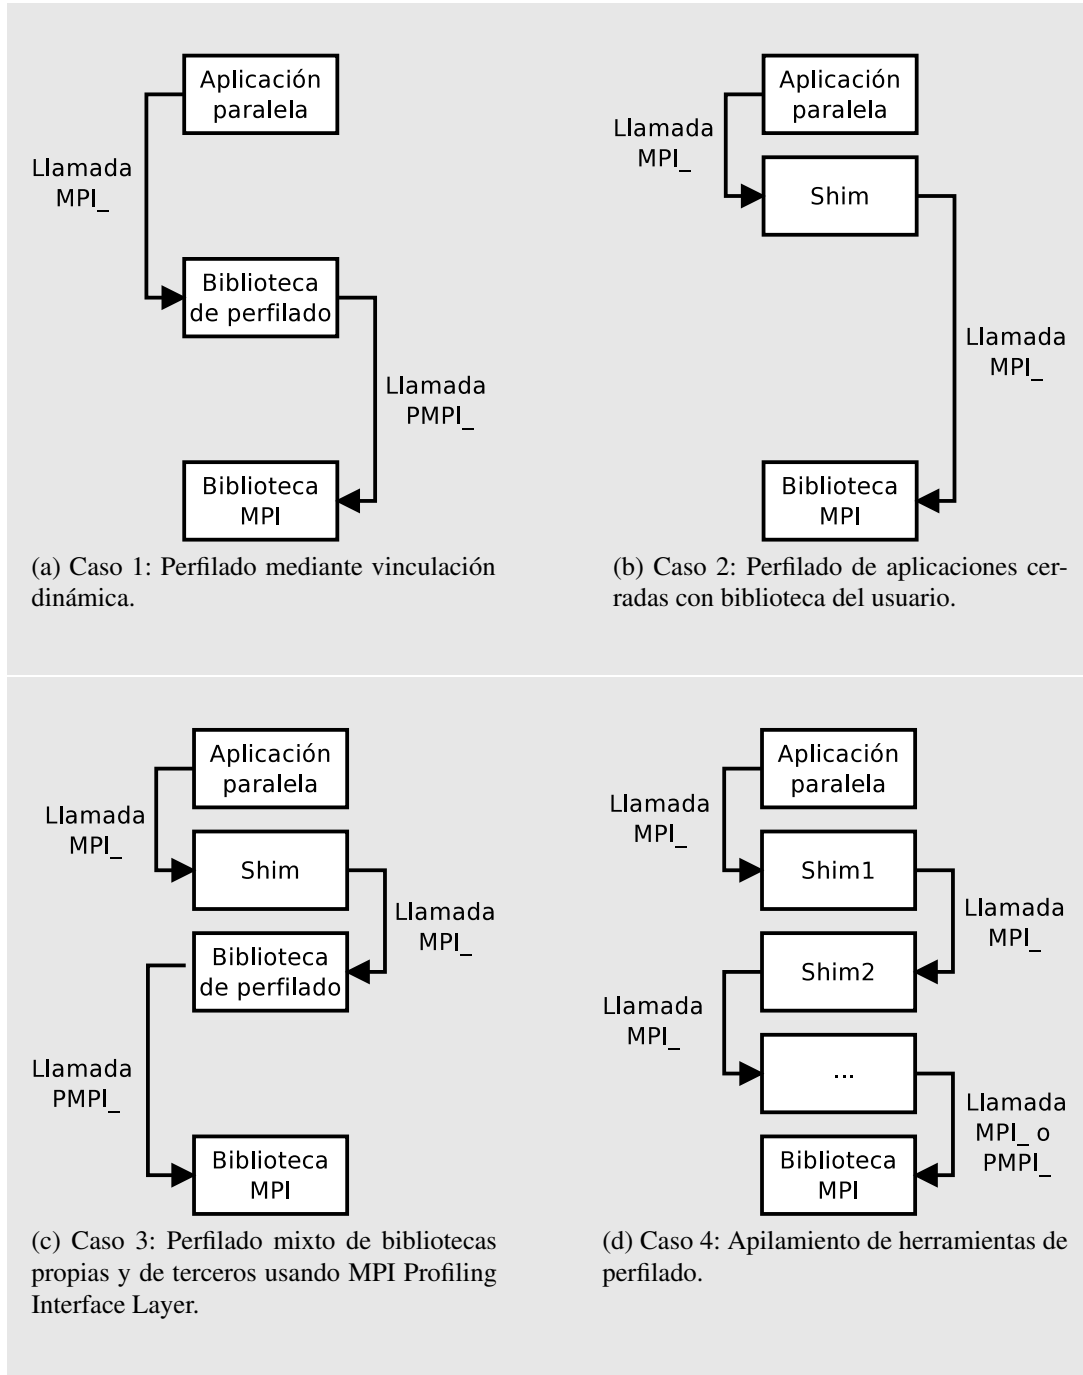 Aplicación
paralela
Llamada
MPI_
Biblioteca
de perfilado
Llamada
PMPI_
Biblioteca
MPI
(a) Caso 1: Perfilado mediante vinculación
dinámica.
Aplicación
paralela
Llamada
MPI_
Shim
Llamada
MPI_
Biblioteca
MPI
(b) Caso 2: Perfilado de aplicaciones cer-
radas con biblioteca del usuario.
Aplicación
paralela
Llamada
MPI_
Shim
Llamada
MPI_
Biblioteca
de perfilado
Llamada
PMPI_
Biblioteca
MPI
(c) Caso 3: Perfilado mixto de bibliotecas
propias y de terceros usando MPI Profiling
Interface Layer.
Aplicación
paralela
Llamada
MPI_
Shim1
Llamada
MPI_
Shim2
Llamada
MPI_
...
Llamada
MPI_ o
PMPI_
Biblioteca
MPI
(d) Caso 4: Apilamiento de herramientas de
perfilado.